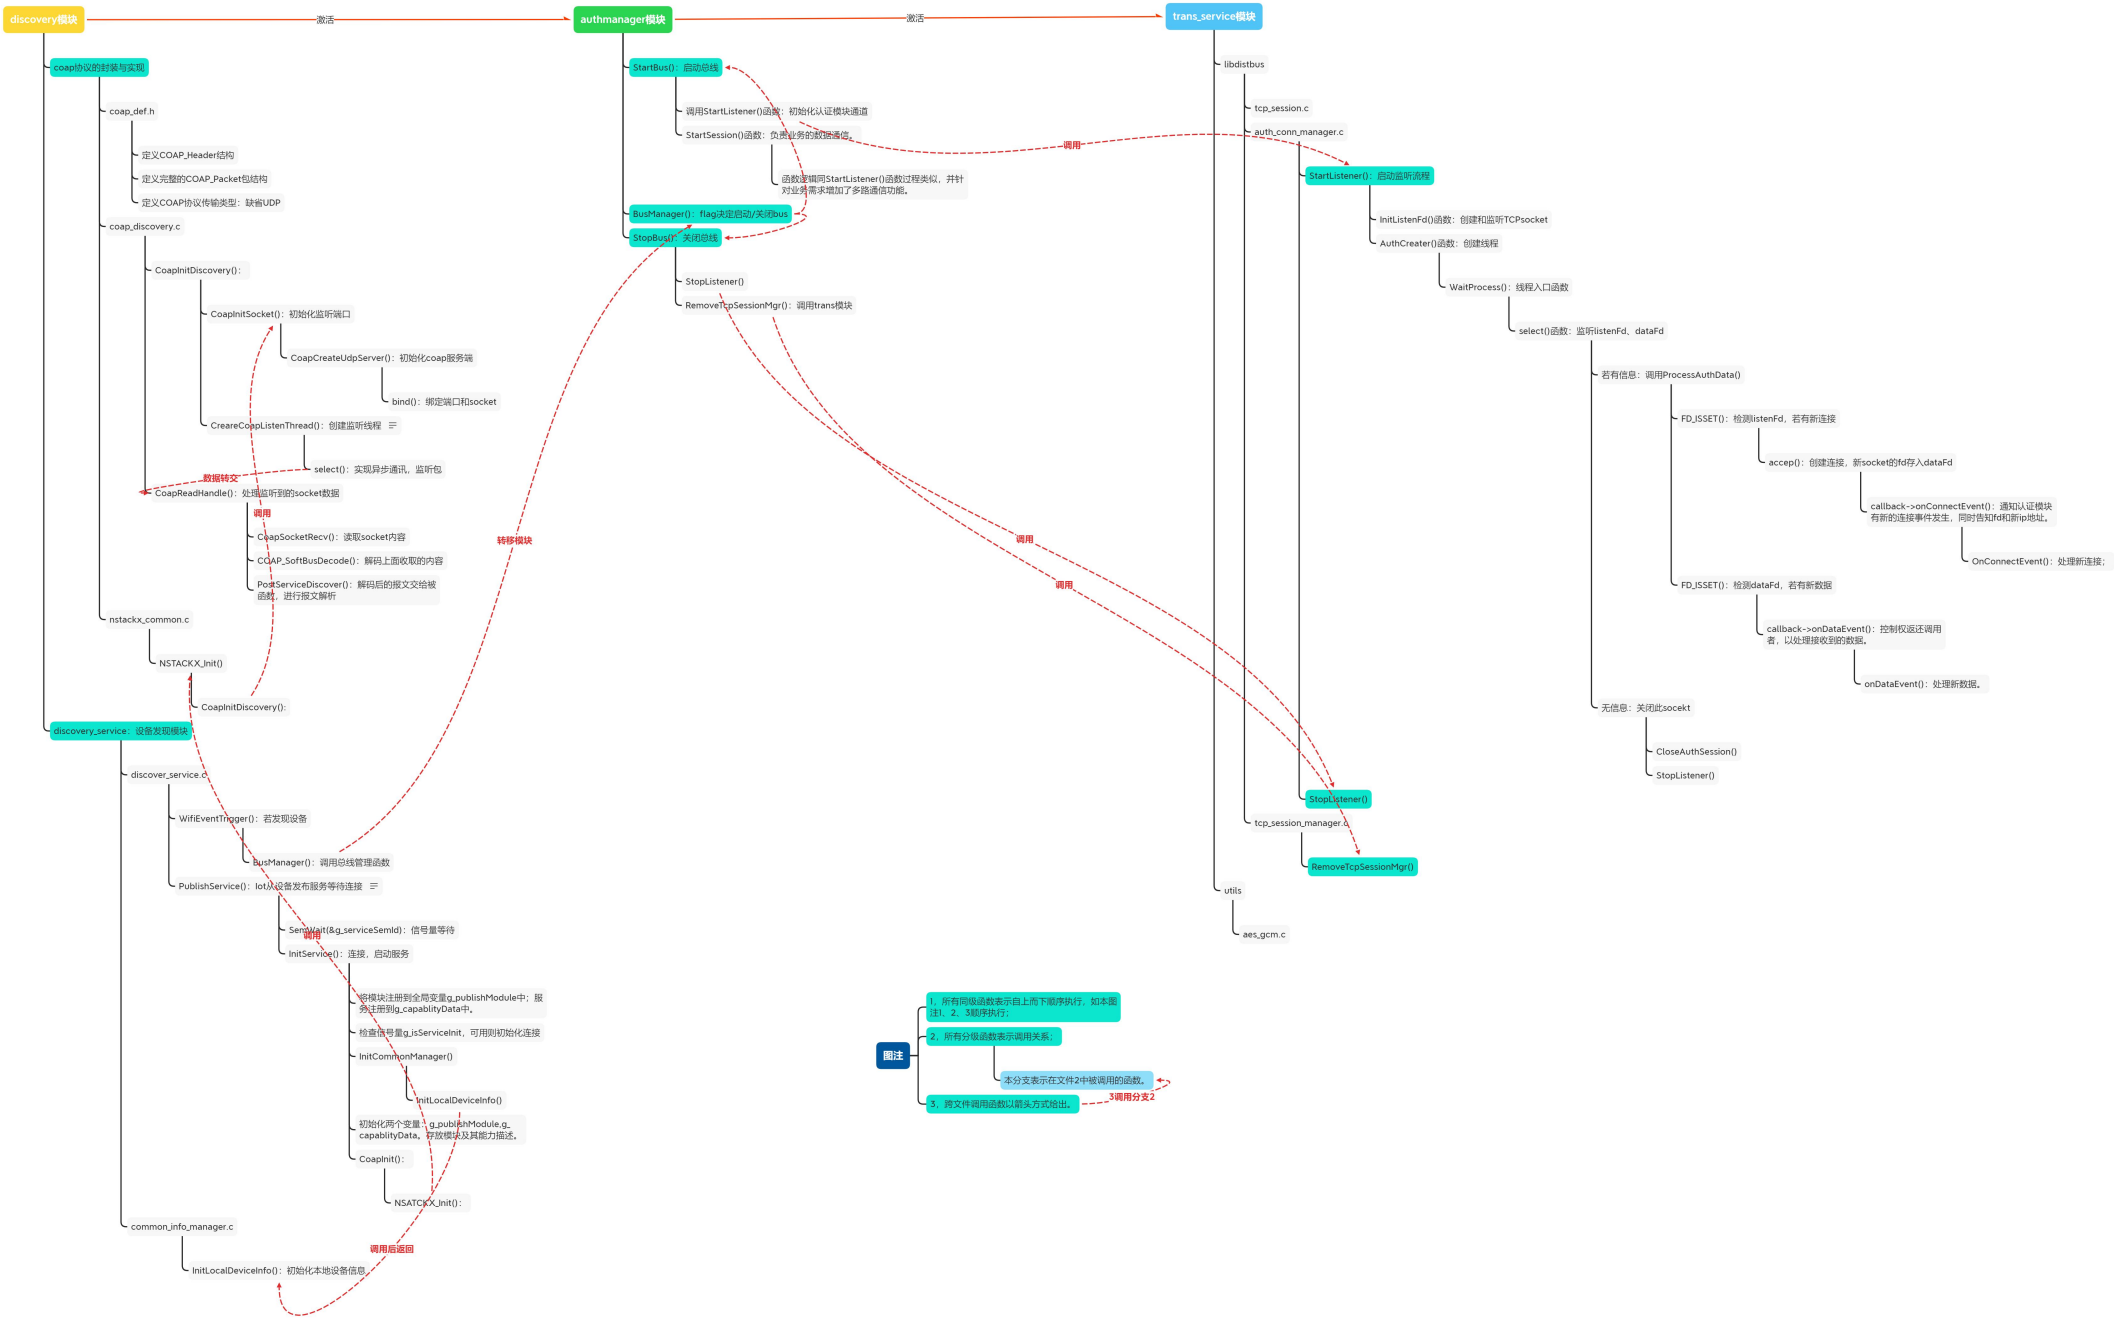 discovery模块
激活
authmanager模块
激活
trans_service模块
coap协议的封装与实现
coap_def.h
定义COAP_Header结构
定义完整的COAP_Packet包结构
定义COAP协议传输类型：缺省UDP
coap_discovery.c
CoapInitDiscovery()：
CoapInitSocket()：初始化监听端口
CoapCreateUdpServer()：初始化coap服务端
bind()：绑定端口和socket
CreareCoapListenThread()：创建监听线程
select()：实现异步通讯，监听包
数据转交
CoapReadHandle()：处理监听到的socket数据
调用
CoapSocketRecv()：读取socket内容
COAP_SoftBusDecode()：解码上面收取的内容
PostServiceDiscover()：解码后的报文交给被
函数，进行报文解析
nstackx_common.c
NSTACKX_Init()
CoapInitDiscovery():
discovery_service：设备发现模块
discover_service.c
WifiEventTrigger()：若发现设备
BusManager()：调用总线管理函数
PublishService()：Iot从设备发布服务等待连接
SemWait(&g_serviceSemId)：信号量等待
调用
InitService()：连接，启动服务
将模块注册到全局变量g_publishModule中；服
务注册到g_capablityData中。
检查信号量g_isServiceInit，可用则初始化连接
InitCommonManager()
InitLocalDeviceInfo()
初始化两个变量：g_publishModule,g_
capablityData。存放模块及其能力描述。
CoapInit()：
NSATCKX_Init()：
common_info_manager.c
调用后返回
InitLocalDeviceInfo()：初始化本地设备信息
StartBus()：启动总线
调用StartListener()函数：初始化认证模块通道
StartSession()函数：负责业务的数据通信。
函数逻辑同StartListener()函数过程类似，并针
对业务需求增加了多路通信功能。
BusManager()：flag决定启动/关闭bus
StopBus()：关闭总线
StopListener()
RemoveTcpSessionMgr()：调用trans模块
转移模块
调用
调用
调用
libdistbus
tcp_session.c
auth_conn_manager.c
StartListener()：启动监听流程
InitListenFd()函数：创建和监听TCPsocket
AuthCreater()函数：创建线程
WaitProcess()：线程入口函数
select()函数：监听listenFd、dataFd
若有信息：调用ProcessAuthData()
FD_ISSET()：检测listenFd，若有新连接
accep()：创建连接，新socket的fd存入dataFd
callback->onConnectEvent()：通知认证模块
有新的连接事件发生，同时告知fd和新ip地址。
OnConnectEvent()：处理新连接；
FD_ISSET()：检测dataFd，若有新数据
callback->onDataEvent()：控制权返还调用
者，以处理接收到的数据。
onDataEvent()：处理新数据。
无信息：关闭此socekt
CloseAuthSession()
StopListener()
StopListener()
tcp_session_manager.c
RemoveTcpSessionMgr()
utils
aes_gcm.c
图注
1，所有同级函数表示自上而下顺序执行，如本图
注1、2、3顺序执行；
2，所有分级函数表示调用关系；
本分支表示在文件2中被调用的函数。
3，跨文件调用函数以箭头方式给出。
3调用分支2